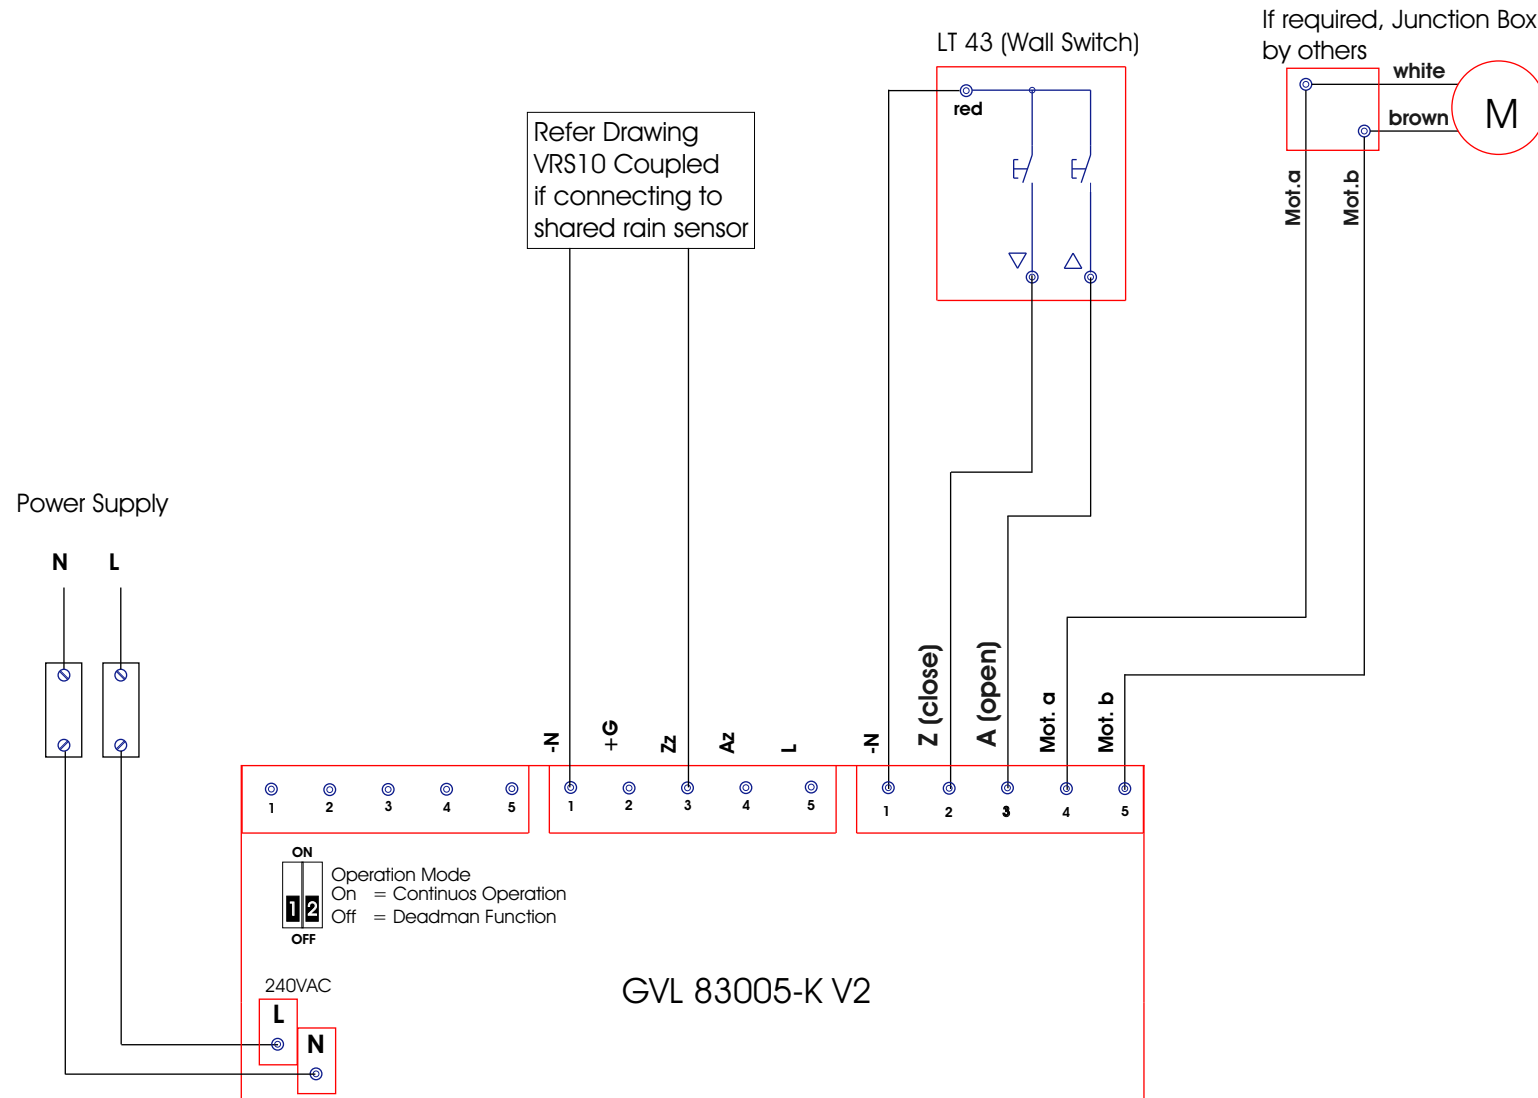 If required, Junction Box
by others
LT 43 (Wall Switch)
white
red
brown
M
Refer Drawing
VRS10 Coupled
if connecting to
shared rain sensor
Mot.a
Mot.b
Power Supply
N L
-N +G Zz Az L
-N Z (close) A (open) Mot. a Mot. b
1 2 3 4 5
1 2 3 4 5
1 2 3 4 5
ON
Operation Mode
On = Continuos Operation
1 2
Off = Deadman Function
OFF
240VAC
GVL 83005-K V2
L
N